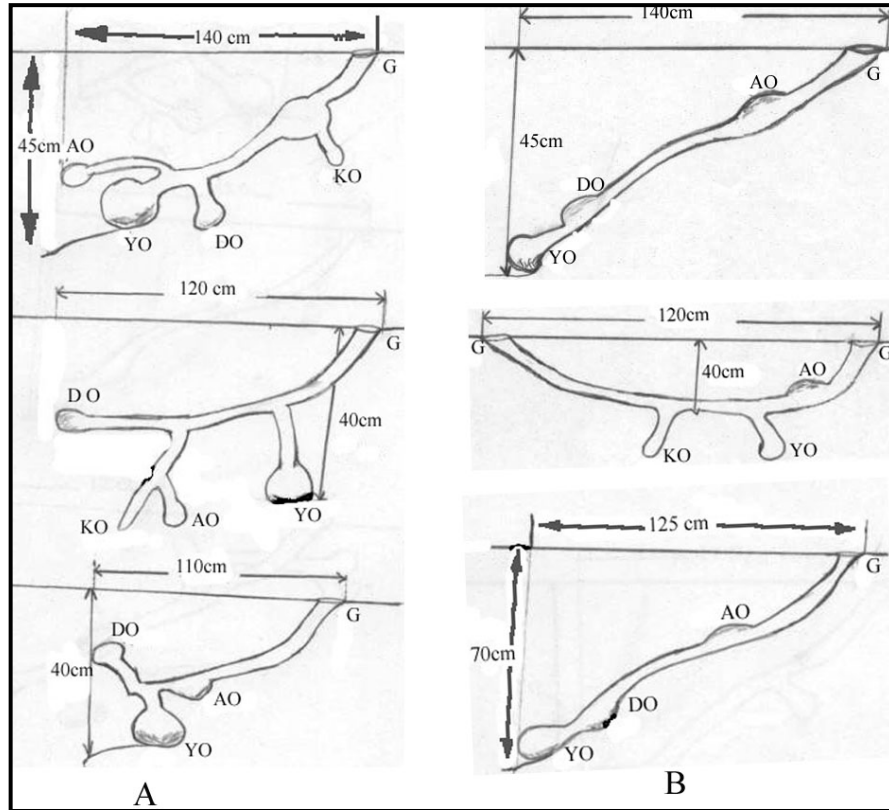 140 cm
G
45cm
AO
KO
YO
DO
120 cm
G
D O
40cm
KO
AO
YO
110cm
G
DO
40cm
AO
YO
A
140cm
G
AO
45cm
DO
YO
120cm
G
G
40cm
AO
KO
YO
125 cm
G
AO
70cm
DO
YO
B